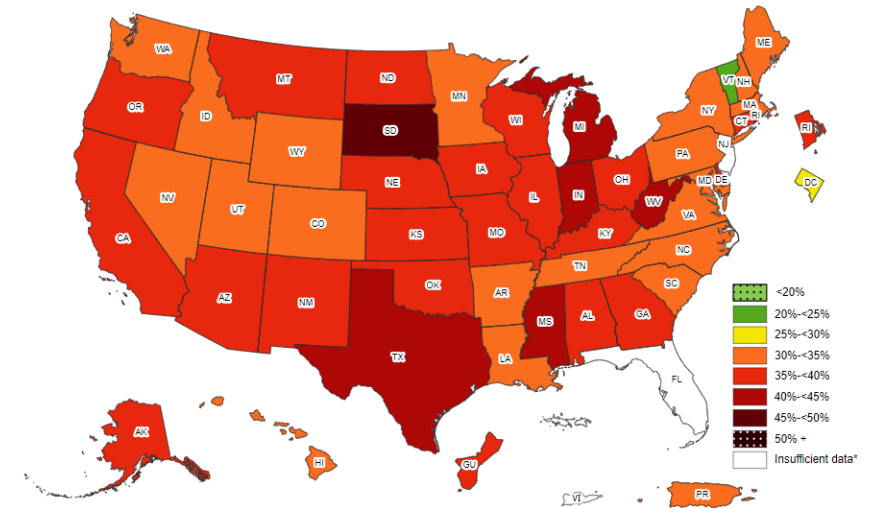 WA
MT
ND
MN
ME
VT
NH
OR
ID
WY
SD
WI
MI
NY
MA
RI
CT
RI
NV
UT
CO
NE
IA
IL
IN
OH
PA
NJ
MD
DE
DC
CA
KS
MO
KY
WV
VA
AZ
NM
OK
AR
TN
NC
SC
TX
LA
MS
AL
GA
FL
AK
HI
GU
VI
PR
<20%
20%-<25%
25%-<30%
30%-<35%
35%-<40%
40%-<45%
45%-<50%
50% +
Insufficient data*